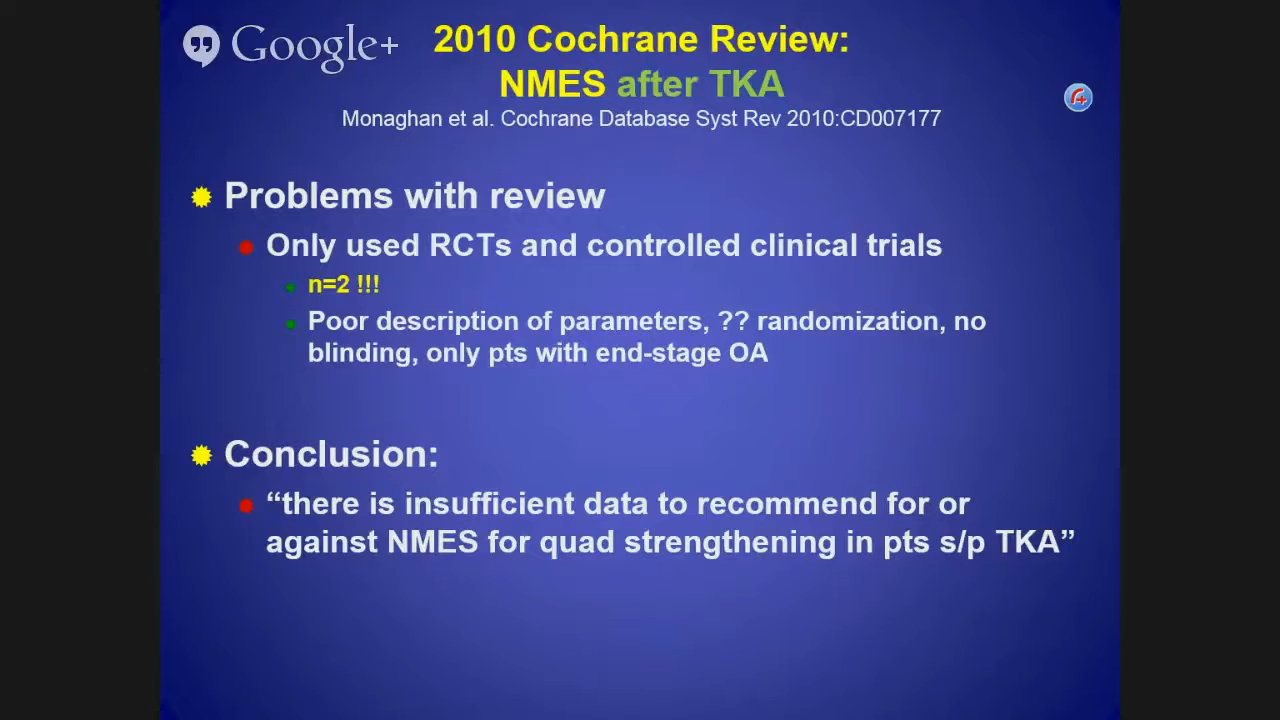 Google+
2010 Cochrane Review:
NMES after TKA
Monaghan et al. Cochrane Database Syst Rev 2010:CD007177
Problems with review
Only used RCTs and controlled clinical trials
n=2 !!!
Poor description of parameters, ?? randomization, no
blinding, only pts with end-stage OA
Conclusion:
“there is insufficient data to recommend for or
against NMES for quad strengthening in pts s/p TKA”